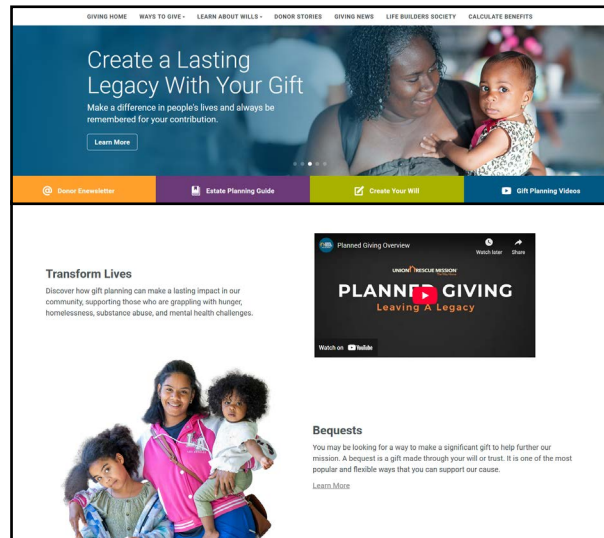 GIVING HOME WAYS TO GIVE LEARN ABOUT WILLS DONOR STORIES GIVING NEWS LIFE BUILDERS SOCIETY CALCULATE BENEFITS
Create a Lasting
Legacy With Your Gift
Make a difference in people's lives and always be
remembered for your contribution.
Learn More
Donor Enewsletter
Estate Planning Guide
Create Your Will
Gift Planning Videos
Transform Lives
Discover how gift planning can make a lasting impact in our
community, supporting those who are grappling with hunger,
homelessness, substance abuse, and mental health challenges.
Planned Giving Overview
Watch later
Share
UNION RESCUE MISSION
PLANNED GIVING
Leaving A Legacy
Watch on YouTube
LA
Bequests
You may be looking for a way to make a significant gift to help further our
mission. A bequest is a gift made through your will or trust. It is one of the most
popular and flexible ways that you can support our cause.
Learn More